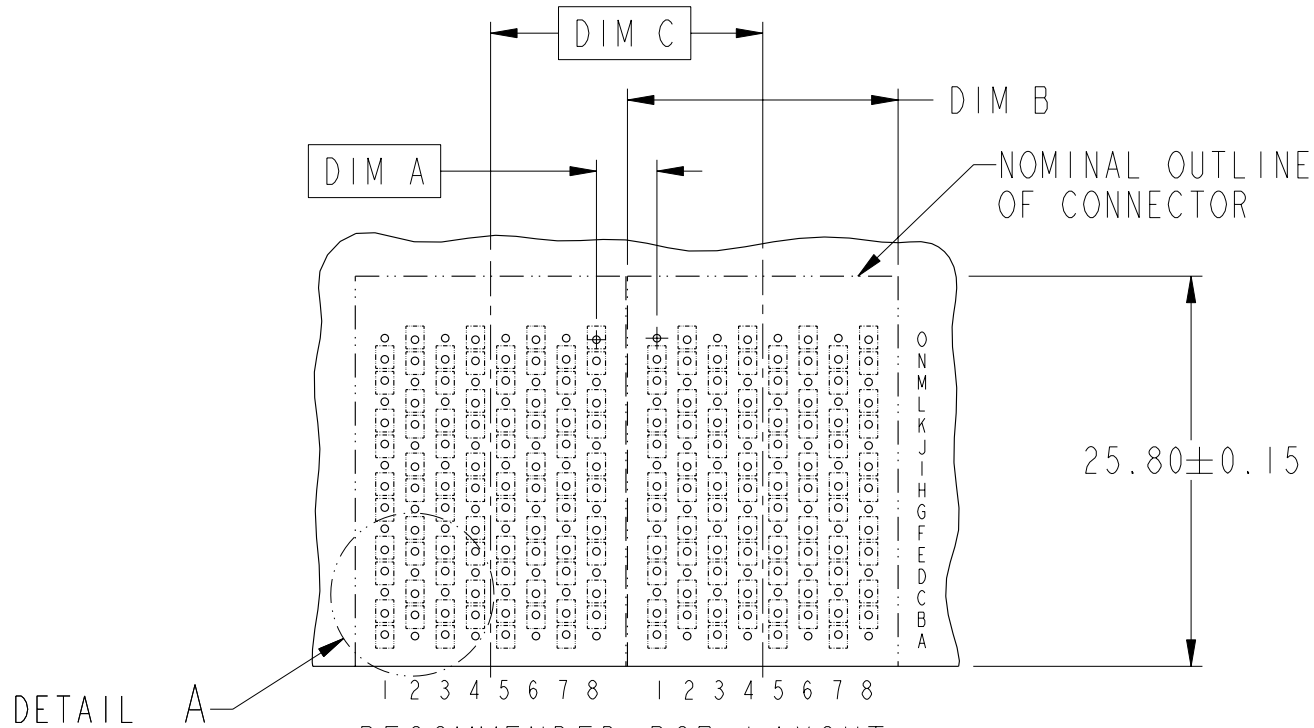 DIM C
DIM B
DIM A
NOMINAL OUTLINE
OF CONNECTOR
O
N
M
L
K
J
I
H
G
F
E
D
C
B
A
25.80±0.15
DETAIL A
1 2 3 4 5 6 7 8 1 2 3 4 5 6 7 8